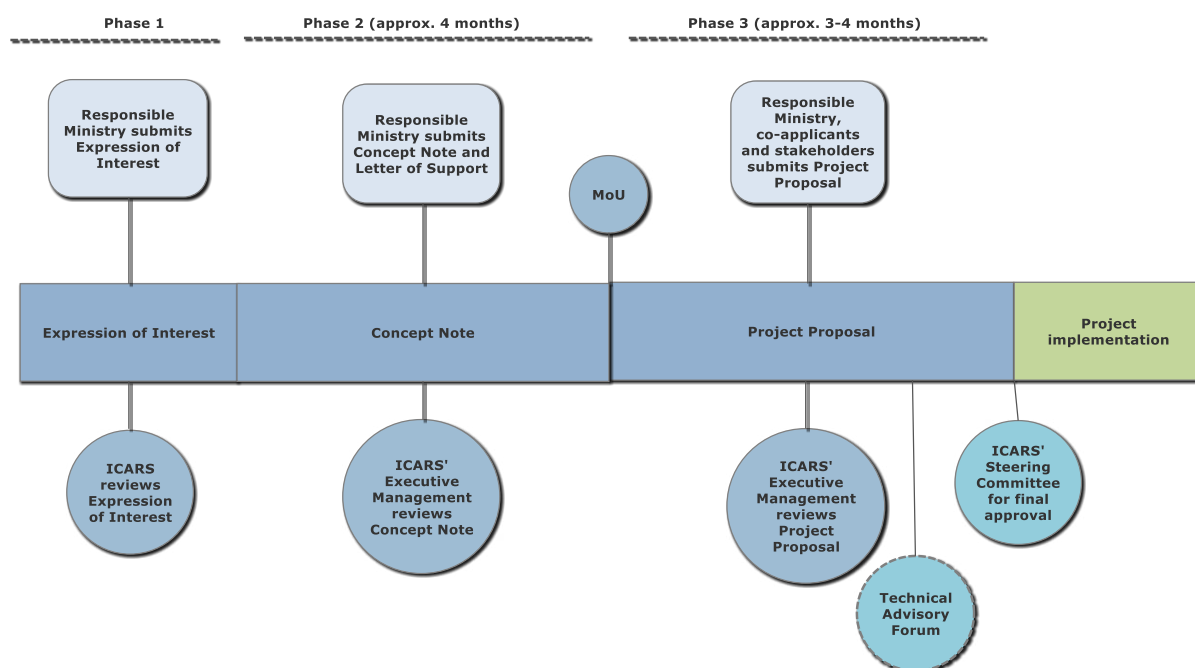 Phase 1
Phase 2 (approx. 4 months)
Phase 3 (approx. 3-4 months)
Responsible
Ministry submits
Expression of
Interest
Responsible
Ministry submits
Concept Note and
Letter of Support
MoU
Responsible
Ministry,
co-applicants
and stakeholders
submits Project
Proposal
Expression of Interest
Concept Note
Project Proposal
Project
implementation
ICARS
reviews
Expression
of Interest
ICARS'
Executive
Management
reviews
Concept Note
ICARS'
Executive
Management
reviews
Project
Proposal
ICARS'
Steering
Committee
for final
approval
Technical
Advisory
Forum